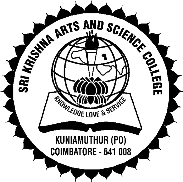 SRI KRISHNA ARTS AND SCIENCE COLLEGE
KNOWLEDGE LOVE & SERVICE
KUNIAMUTHUR (PO)
COIMBATORE - 641 008